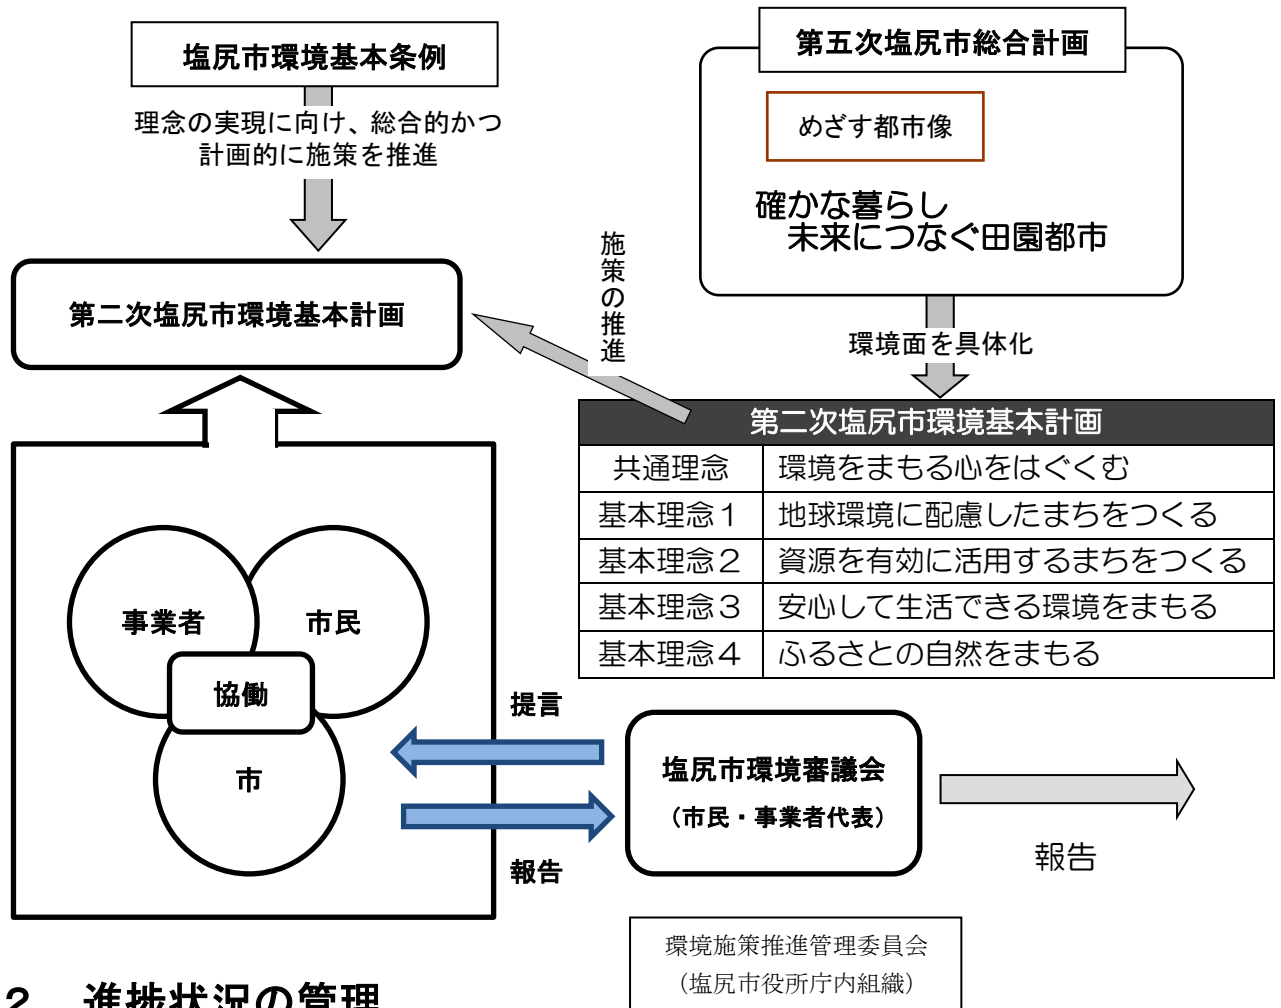 塩尻市環境基本条例
理念の実現に向け、総合的かつ
計画的に施策を推進
第二次塩尻市環境基本計画
第五次塩尻市総合計画
めざす都市像
確かな暮らし
未来につなぐ田園都市
環境面を具体化
施策の推進
第二次塩尻市環境基本計画
共通理念 環境をまもる心をはぐくむ
基本理念1 地球環境に配慮したまちをつくる
基本理念2 資源を有効に活用するまちをつくる
基本理念3 安心して生活できる環境をまもる
基本理念4 ふるさとの自然をまもる
事業者
市民
協働
市
提言
報告
塩尻市環境審議会
（市民・事業者代表）
報告
環境施策推進管理委員会
（塩尻市役所庁内組織）
２　進捗状況の管理